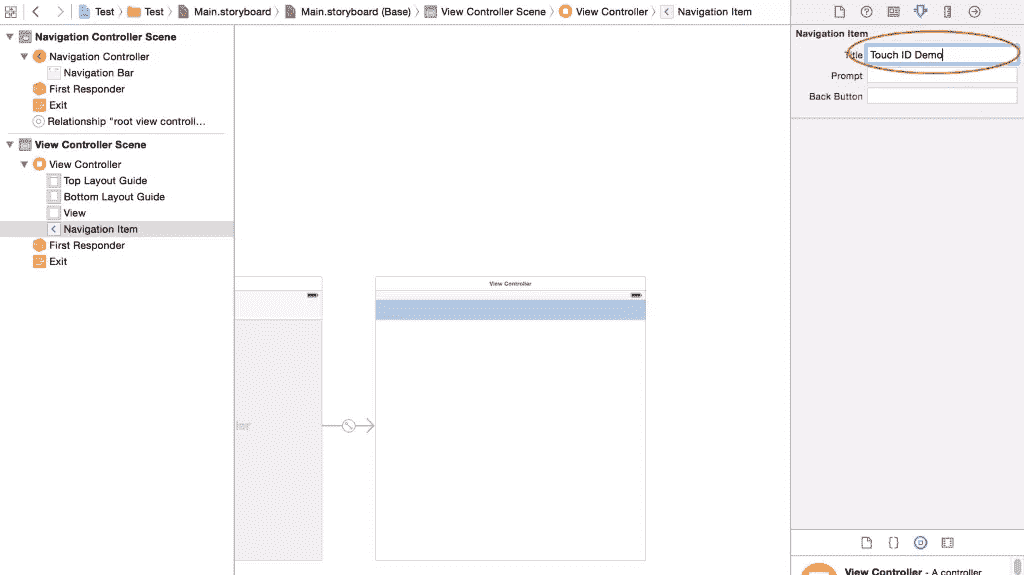 Test Test Main.storyboard Main.storyboard (Base) View Controller Scene View Controller Navigation Item
Navigation Controller Scene
Navigation Controller
Navigation Bar
First Responder
Exit
Relationship "root view controll...
View Controller Scene
View Controller
Top Layout Guide
Bottom Layout Guide
View
Navigation Item
First Responder
Exit
View Controller
ller
Navigation Item
Title Touch ID Demo
Prompt
Back Button
View Controller - A controller